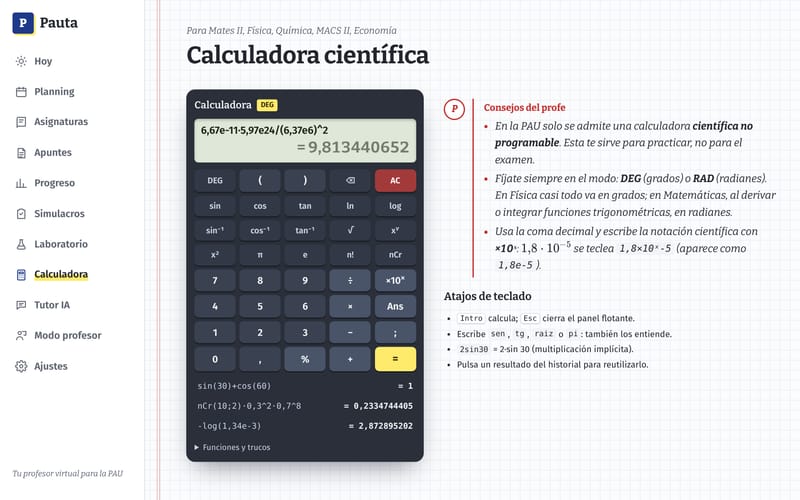 P Pauta
Hoy
Planning
Asignaturas
Apuntes
Progreso
Simulacros
Laboratorio
Calculadora
Tutor IA
Modo profesor
Ajustes
Tu profesor virtual para la PAU
Para Mates II, Física, Química, MACS II, Economía
Calculadora científica
Calculadora DEG
6,67e-11·5,97e24/(6,37e6)^2
=9,813440652
DEG ( ) ⌫ AC
sin cos tan ln log
sin⁻¹ cos⁻¹ tan⁻¹ √ xʸ
x² π e n! nCr
7 8 9 ÷ ×10ˣ
4 5 6 × Ans
1 2 3 − ;
0 , % + =
sin(30)+cos(60) = 1
nCr(10;2)·0,3^2·0,7^8 = 0,2334744405
-log(1,34e-3) = 2,872895202
▸ Funciones y trucos
P Consejos del profe
• En la PAU solo se admite una calculadora científica no
programable. Esta te sirve para practicar, no para el
examen.
• Fíjate siempre en el modo: DEG (grados) o RAD (radianes).
En Física casi todo va en grados; en Matemáticas, al derivar
o integrar funciones trigonométricas, en radianes.
• Usa la coma decimal y escribe la notación científica con
×10ˣ: 1,8 · 10⁻⁵ se teclea 1,8×10ˣ-5 (aparece como
1,8e-5 ).
Atajos de teclado
• Intro calcula; Esc cierra el panel flotante.
• Escribe sen, tg, raiz o pi: también los entiende.
• 2sin30 = 2·sin 30 (multiplicación implícita).
• Pulsa un resultado del historial para reutilizarlo.